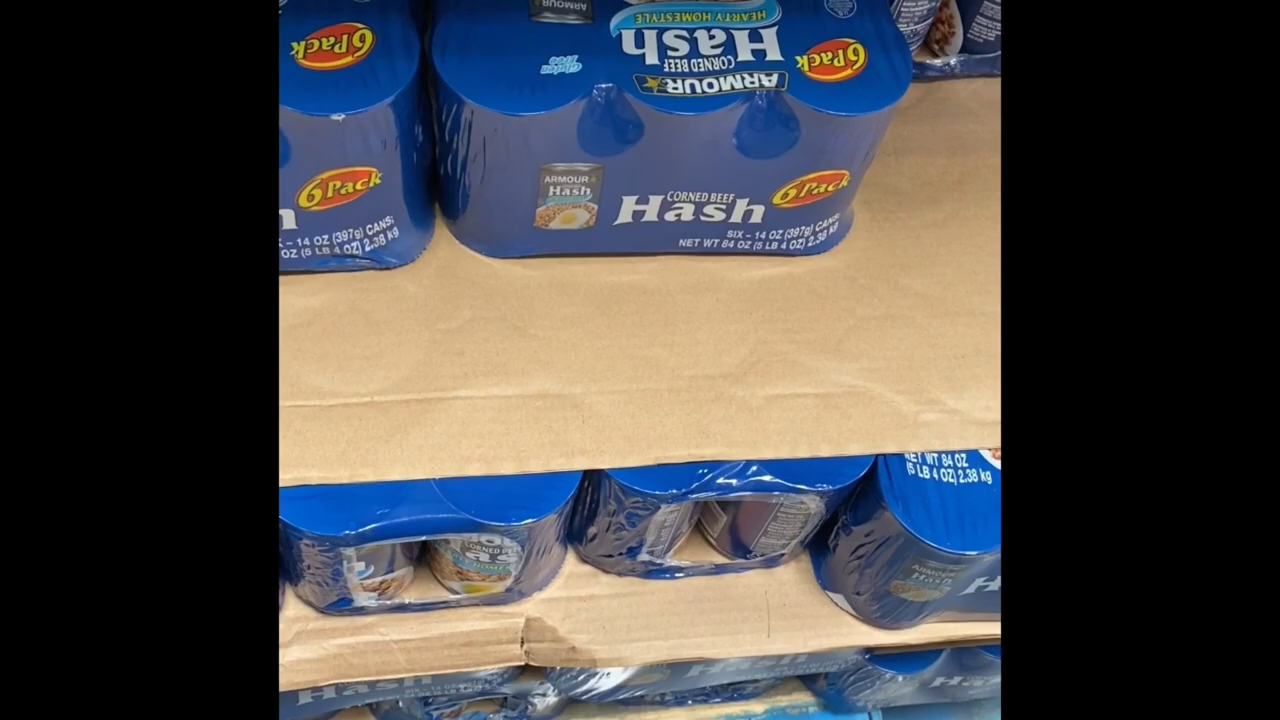 ARMOUR
HEARTY HOMESTYLE
Hash
CORNED BEEF
ARMOUR
Gluten
Free
6 Pack
6 Pack
6 Pack
– 14 OZ (397g) CANS;
OZ (5 LB 4 OZ) 2.38 kg
ARMOUR
Hash
CORNED BEEF
Hash
6 Pack
SIX – 14 OZ (397g) CANS;
NET WT 84 OZ (5 LB 4 OZ) 2.38 kg
NET WT 84 OZ
(5 LB 4 OZ) 2.38 kg
CORNED BEEF
ARMOUR
Hash
H
Hash
Hash